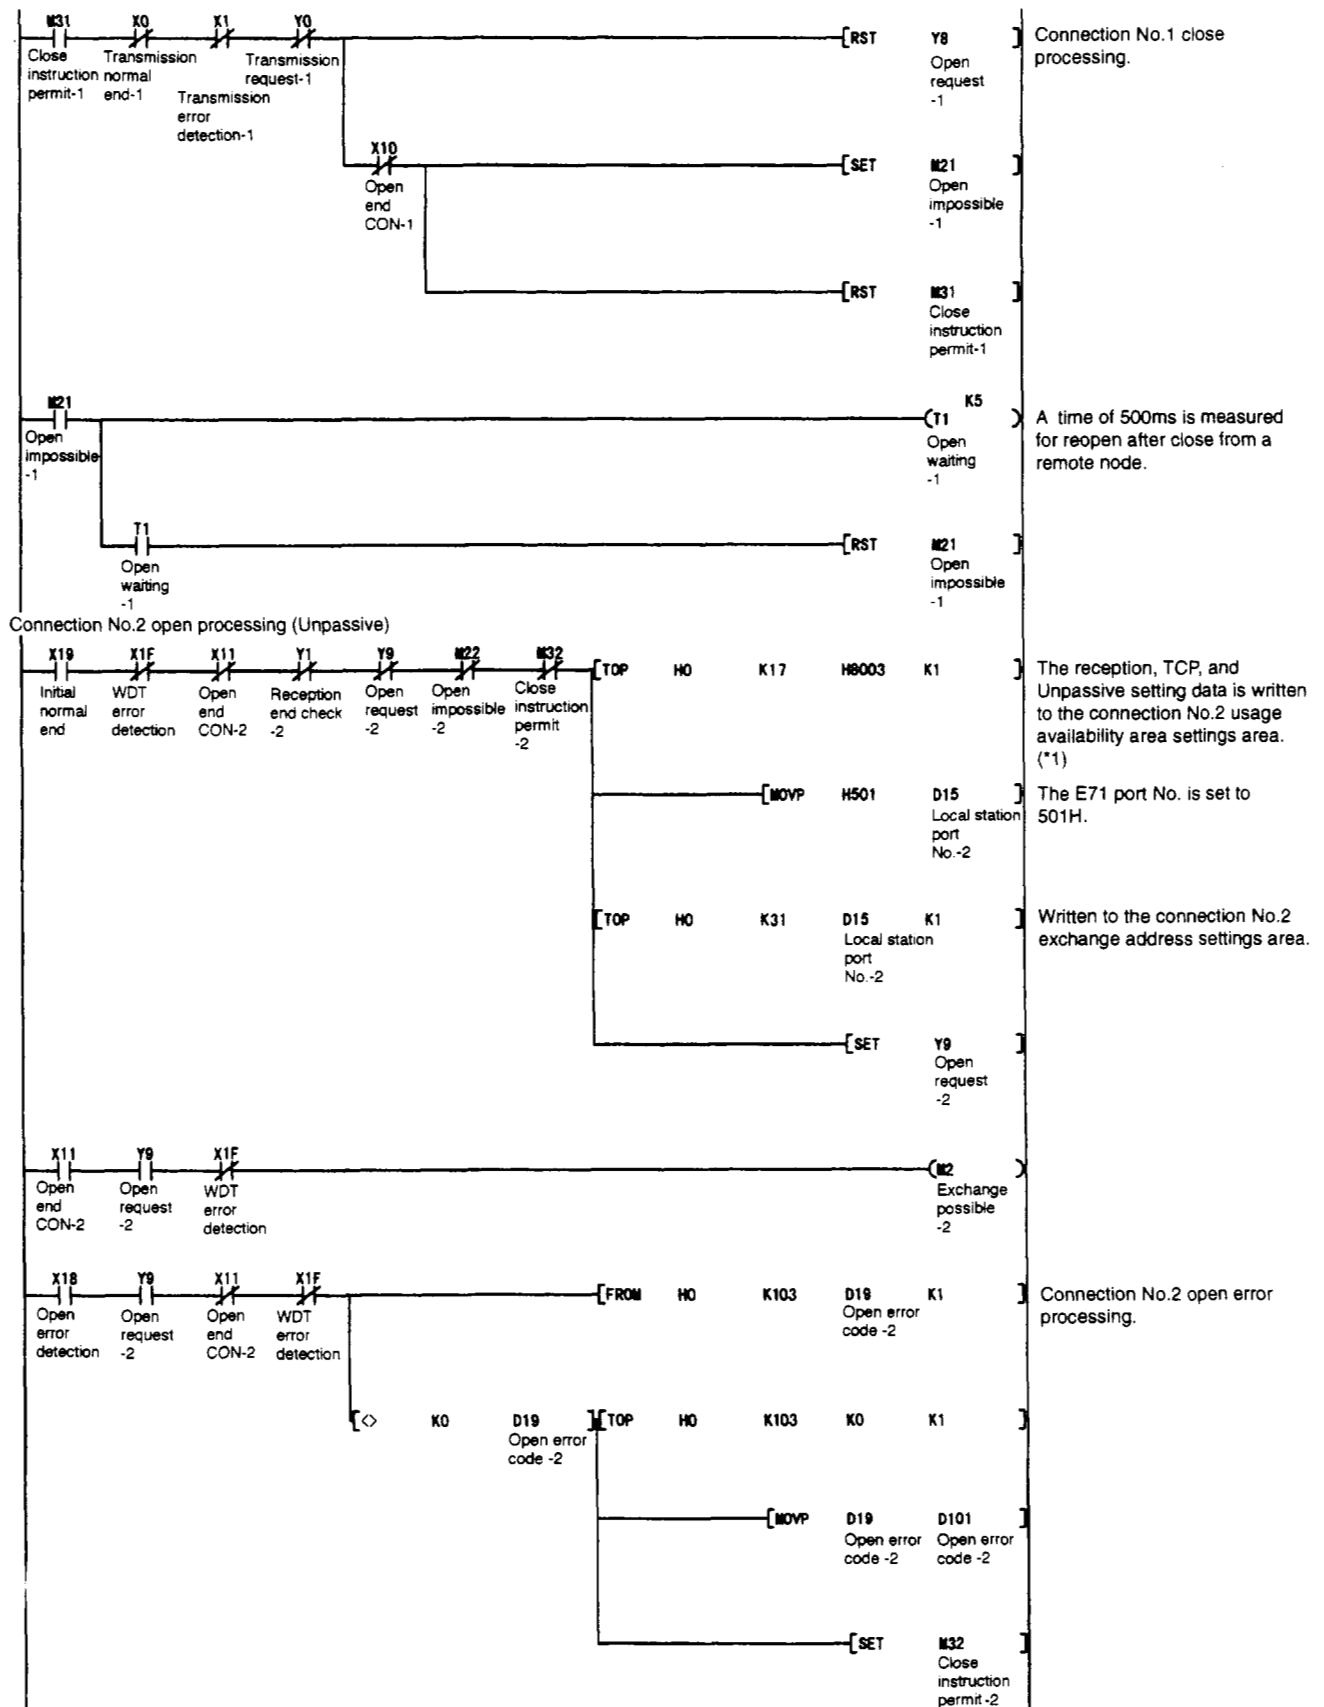 M31 X0 X1 Y0
[RST Y8 ]
Close instruction permit-1
Transmission normal end-1
Transmission error detection-1
Transmission request-1
Open request -1
Connection No.1 close
processing.
X10
[SET M21 ]
Open end CON-1
Open impossible -1
[RST M31 ]
Close instruction permit-1
M21
K5
(T1 )
Open impossible -1
Open waiting -1
A time of 500ms is measured
for reopen after close from a
remote node.
T1
[RST M21 ]
Open waiting -1
Open impossible -1
Connection No.2 open processing (Unpassive)
X19 X1F X11 Y1 Y9 M22 M32
[TOP H0 K17 H8003 K1 ]
Initial normal end
WDT error detection
Open end CON-2
Reception end check -2
Open request -2
Open impossible -2
Close instruction permit -2
The reception, TCP, and
Unpassive setting data is written
to the connection No.2 usage
availability area settings area.
(*1)
[MOVP H501 D15 ]
Local station port No.-2
The E71 port No. is set to
501H.
[TOP H0 K31 D15 K1 ]
Local station port No.-2
Written to the connection No.2
exchange address settings area.
[SET Y9 ]
Open request -2
X11 Y9 X1F
(M2 )
Open end CON-2
Open request -2
WDT error detection
Exchange possible -2
X18 Y9 X11 X1F
[FROM H0 K103 D19 K1 ]
Open error detection
Open request -2
Open end CON-2
WDT error detection
Open error code -2
Connection No.2 open error
processing.
[<> K0 D19 ]
Open error code -2
[TOP H0 K103 K0 K1 ]
[MOVP D19 D101 ]
Open error code -2
Open error code -2
[SET M32 ]
Close instruction permit-2